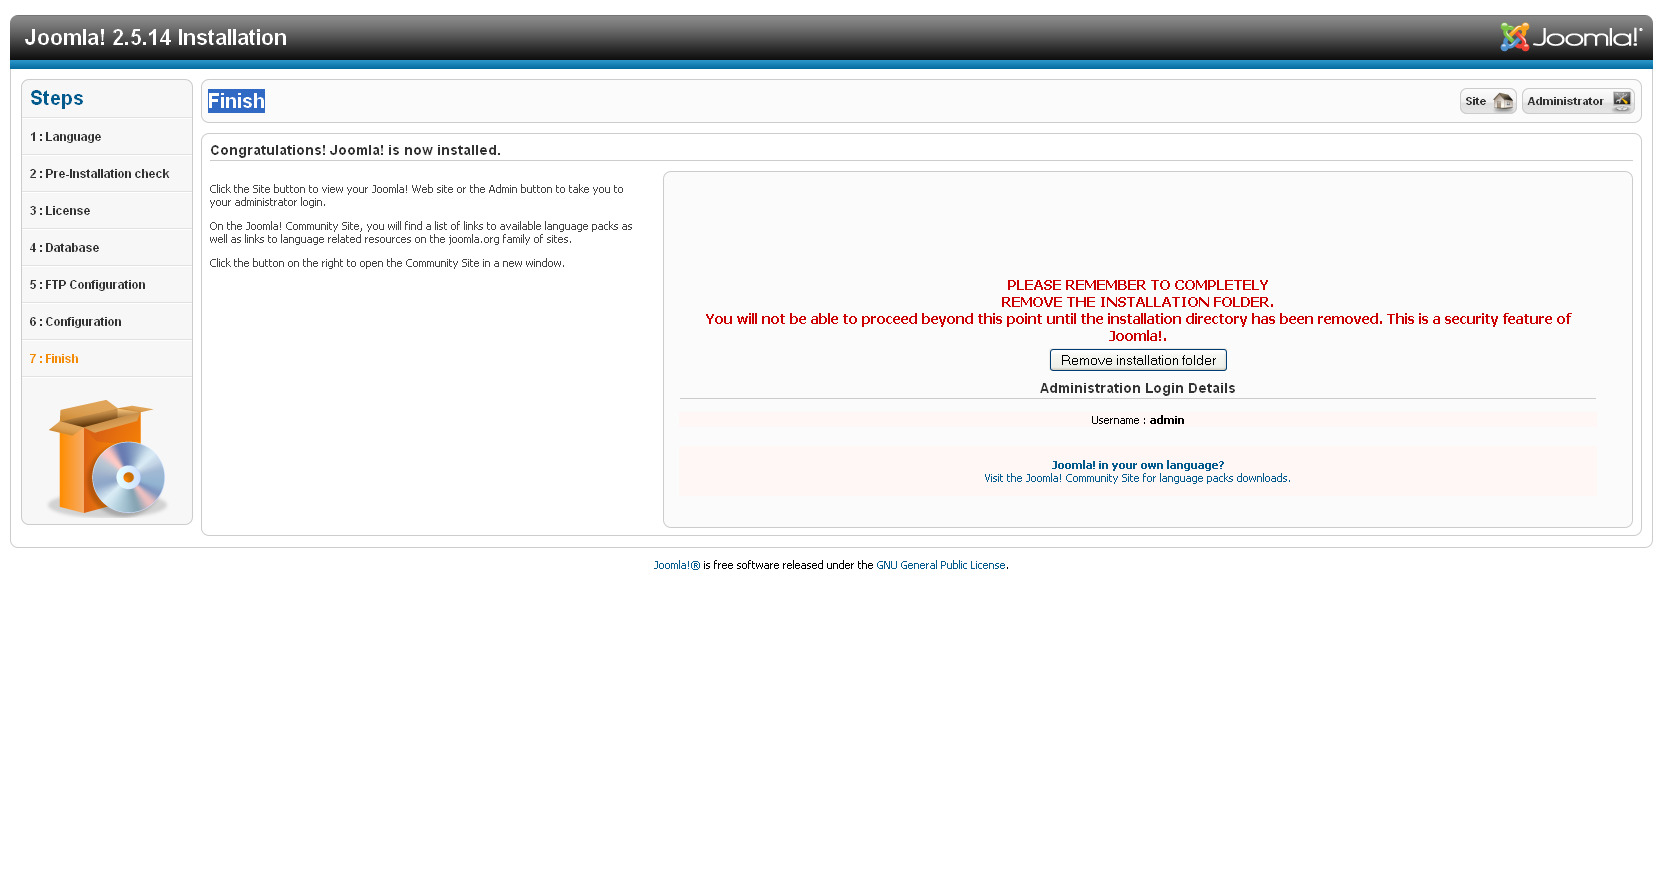 Joomla! 2.5.14 Installation
Joomla!®
Steps
1 : Language
2 : Pre-Installation check
3 : License
4 : Database
5 : FTP Configuration
6 : Configuration
7 : Finish
Finish
Site
Administrator
Congratulations! Joomla! is now installed.
Click the Site button to view your Joomla! Web site or the Admin button to take you to
your administrator login.
On the Joomla! Community Site, you will find a list of links to available language packs as
well as links to language related resources on the joomla.org family of sites.
Click the button on the right to open the Community Site in a new window.
PLEASE REMEMBER TO COMPLETELY
REMOVE THE INSTALLATION FOLDER.
You will not be able to proceed beyond this point until the installation directory has been removed. This is a security feature of
Joomla!.
Remove installation folder
Administration Login Details
Username : admin
Joomla! in your own language?
Visit the Joomla! Community Site for language packs downloads.
Joomla!® is free software released under the GNU General Public License.